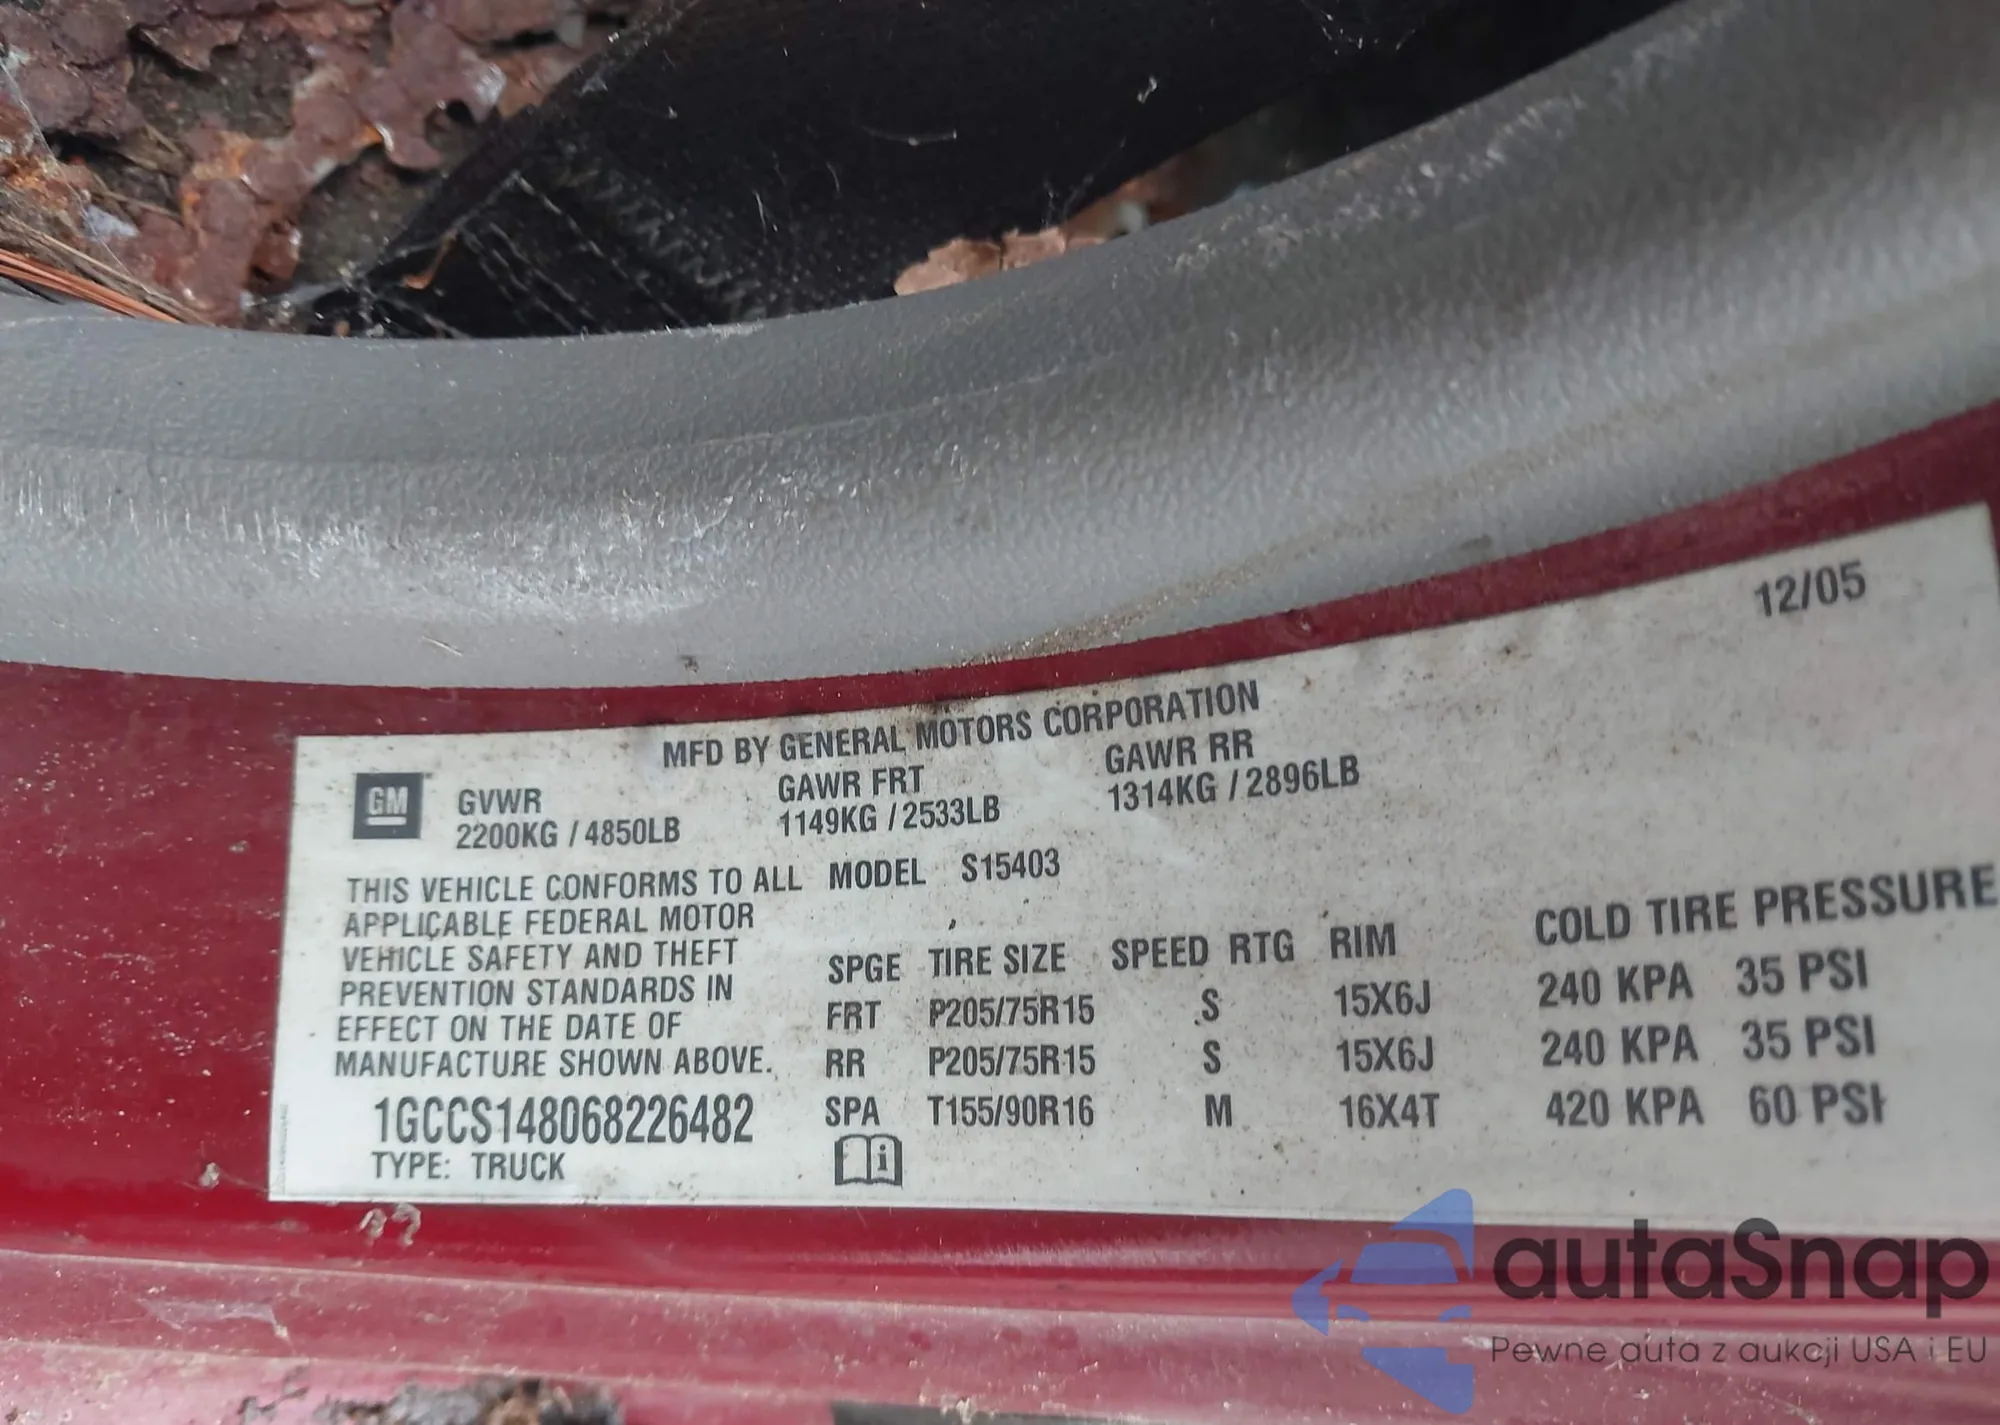 12/05
MFD BY GENERAL MOTORS CORPORATION
GM
GVWR GAWR FRT GAWR RR
2200KG / 4850LB 1149KG / 2533LB 1314KG / 2896LB
THIS VEHICLE CONFORMS TO ALL
APPLICABLE FEDERAL MOTOR
VEHICLE SAFETY AND THEFT
PREVENTION STANDARDS IN
EFFECT ON THE DATE OF
MANUFACTURE SHOWN ABOVE.
1GCCS148068226482
TYPE: TRUCK
MODEL S15403
SPGE TIRE SIZE SPEED RTG RIM COLD TIRE PRESSURE
FRT P205/75R15 S 15X6J 240 KPA 35 PSI
RR P205/75R15 S 15X6J 240 KPA 35 PSI
SPA T155/90R16 M 16X4T 420 KPA 60 PSI
i
autaSnap
Pewne auta z aukcji USA i EU